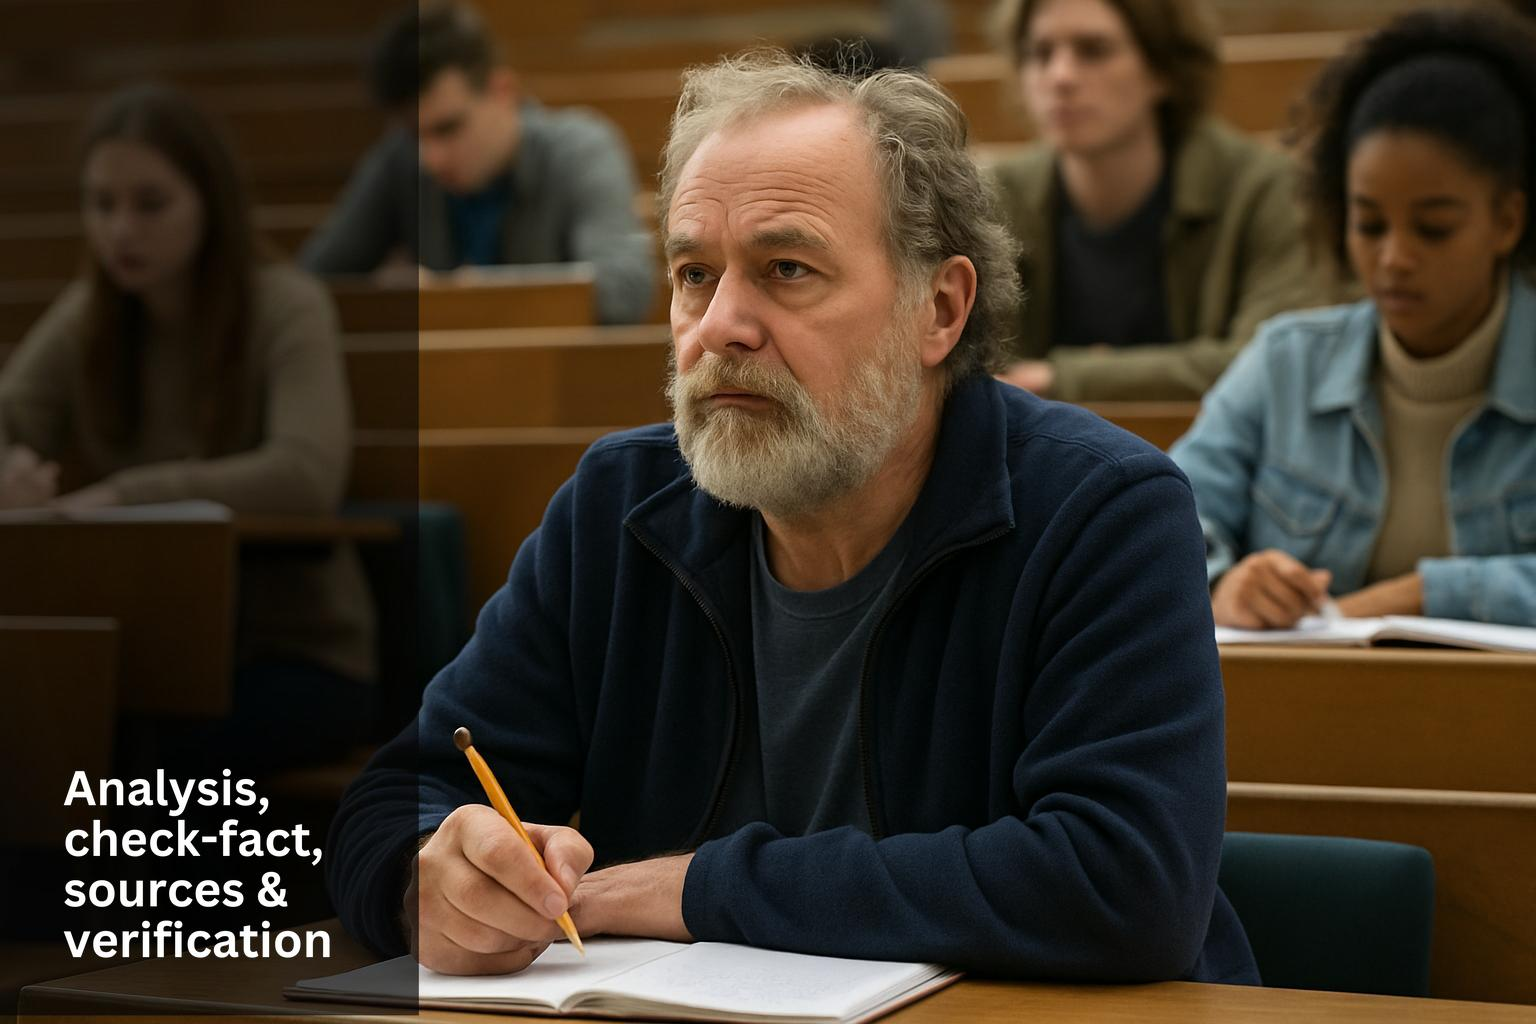 Analysis,
check-fact,
sources &
verification